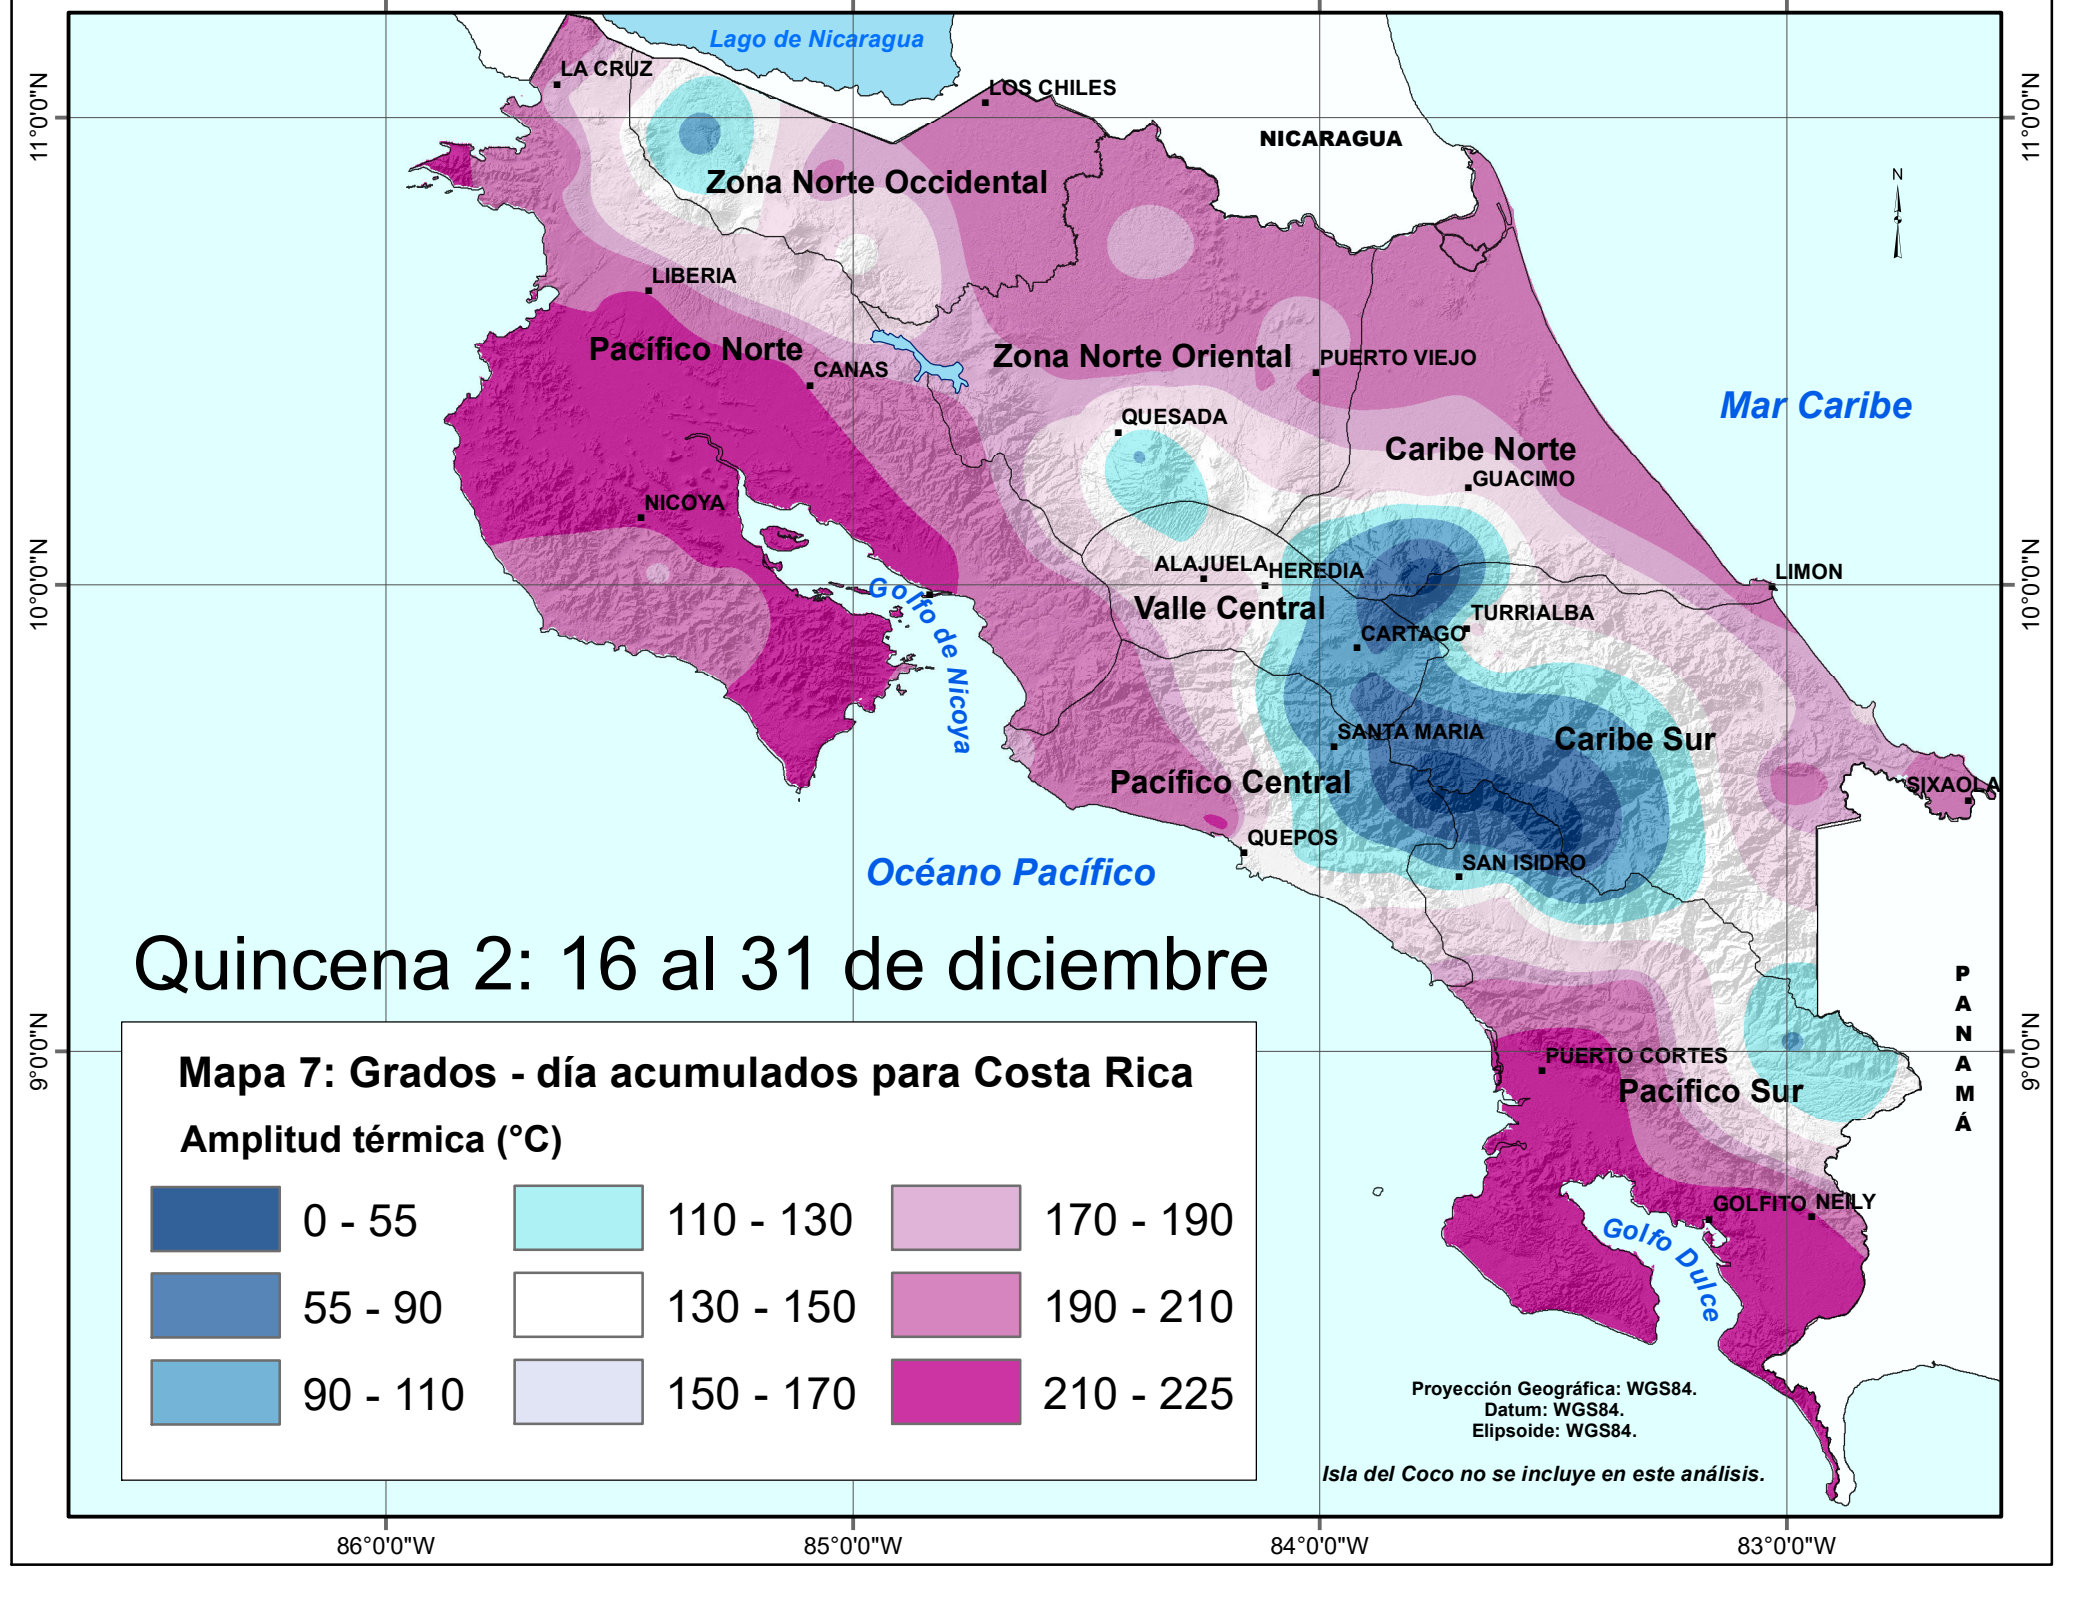 Lago de Nicaragua
LA CRUZ
LOS CHILES
11°0'0"N
11°0'0"N
NICARAGUA
N
Zona Norte Occidental
LIBERIA
Pacífico Norte
Zona Norte Oriental
PUERTO VIEJO
CANAS
Mar Caribe
QUESADA
Caribe Norte
GUACIMO
NICOYA
10°0'0"N
10°0'0"N
ALAJUELA
HEREDIA
LIMON
Golfo de Nicoya
Valle Central
TURRIALBA
CARTAGO
SANTA MARIA
Caribe Sur
Pacífico Central
SIXAOLA
QUEPOS
SAN ISIDRO
Océano Pacífico
Quincena 2: 16 al 31 de diciembre
PANAMÁ
9°0'0"N
9°0'0"N
PUERTO CORTES
Pacífico Sur
GOLFITO
NEILY
Golfo Dulce
Mapa 7: Grados - día acumulados para Costa Rica
Amplitud térmica (°C)
0 - 55
110 - 130
170 - 190
55 - 90
130 - 150
190 - 210
90 - 110
150 - 170
210 - 225
Proyección Geográfica: WGS84.
Datum: WGS84.
Elipsoide: WGS84.
Isla del Coco no se incluye en este análisis.
86°0'0"W
85°0'0"W
84°0'0"W
83°0'0"W